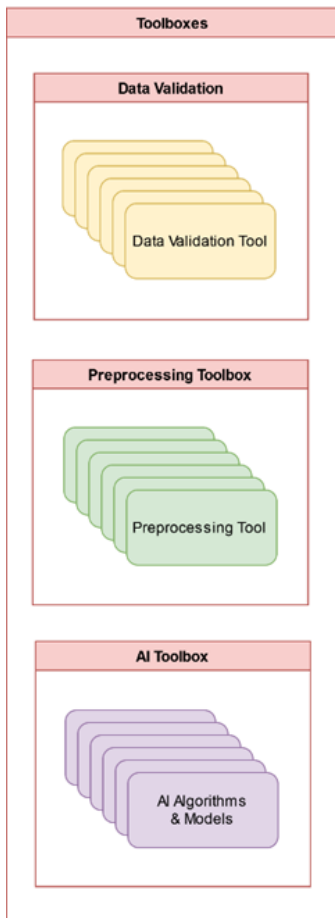 Toolboxes
Data Validation
Data Validation Tool
Preprocessing Toolbox
Preprocessing Tool
AI Toolbox
AI Algorithms
& Models